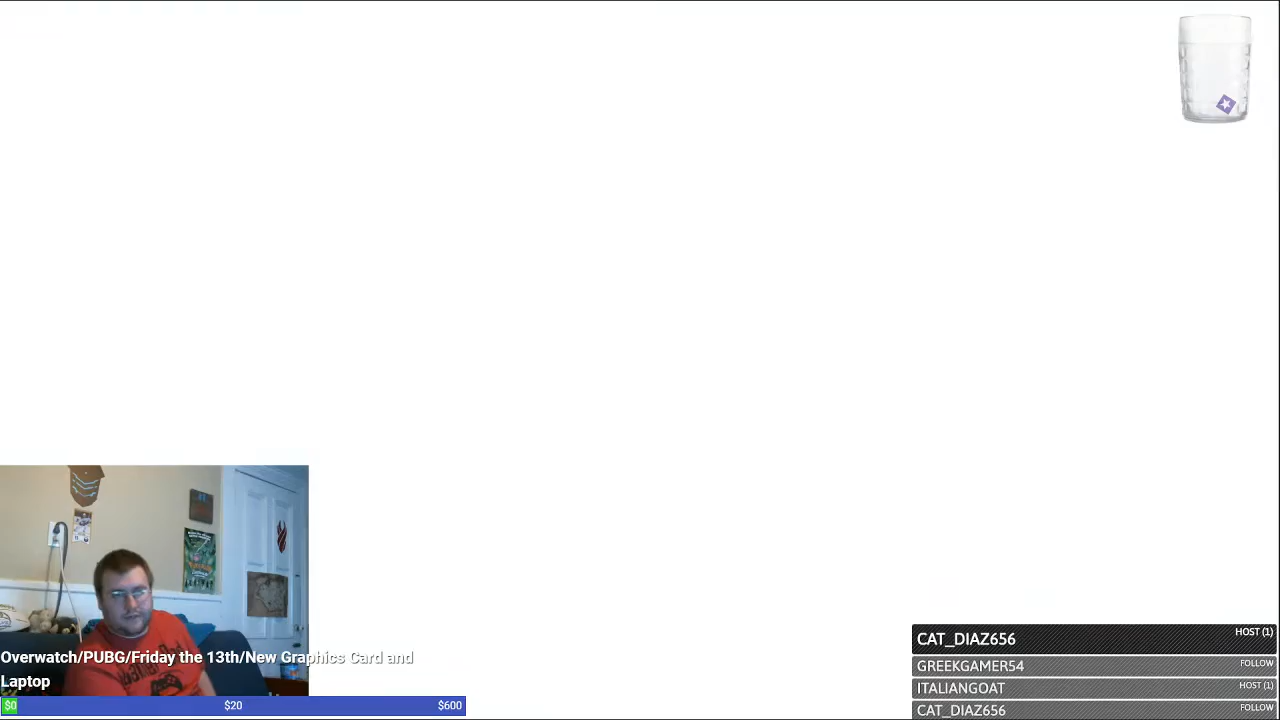 Overwatch/PUBG/Friday the 13th/New Graphics Card and
Laptop
$0 $20 $600
CAT_DIAZ656 HOST (1)
GREEKGAMER54 FOLLOW
ITALIANGOAT HOST (1)
CAT_DIAZ656 FOLLOW